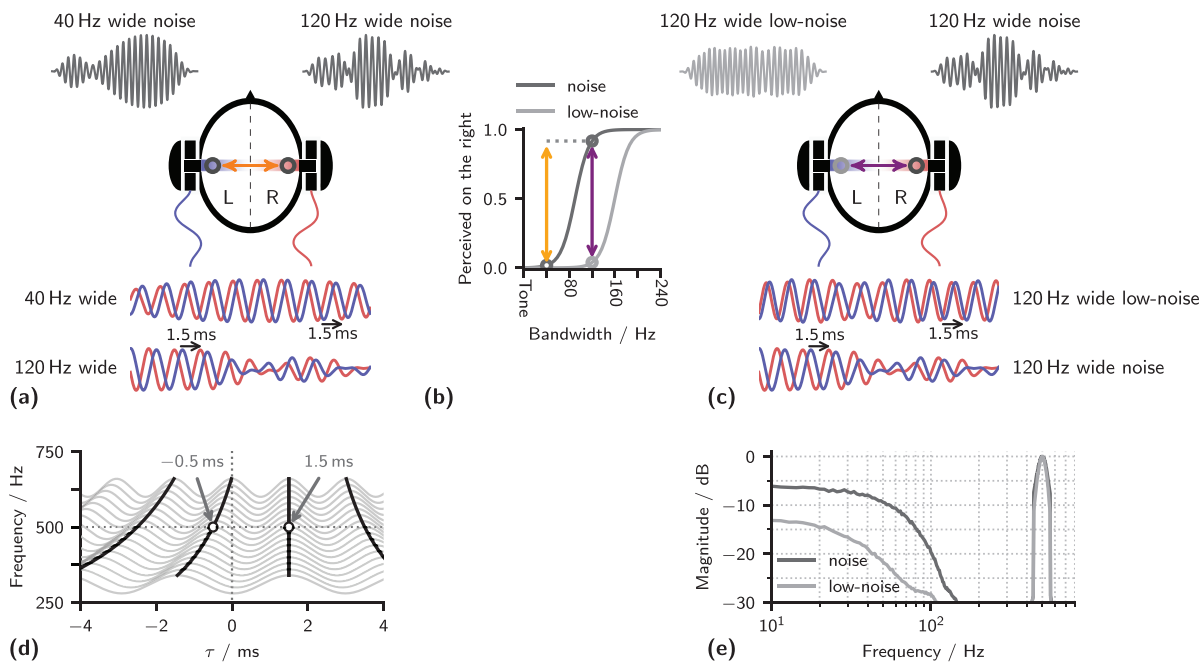 40 Hz wide noise
120 Hz wide noise
L
R
40 Hz wide
1.5 ms
1.5 ms
120 Hz wide
(a)
noise
low-noise
Perceived on the right
1.0
0.5
0.0
Tone
80
160
240
Bandwidth / Hz
(b)
120 Hz wide low-noise
120 Hz wide noise
L
R
120 Hz wide low-noise
1.5 ms
1.5 ms
120 Hz wide noise
(c)
Frequency / Hz
750
500
250
−0.5 ms
1.5 ms
−4
−2
0
2
4
τ / ms
(d)
Magnitude / dB
0
−10
−20
−30
noise
low-noise
10¹
10²
Frequency / Hz
(e)